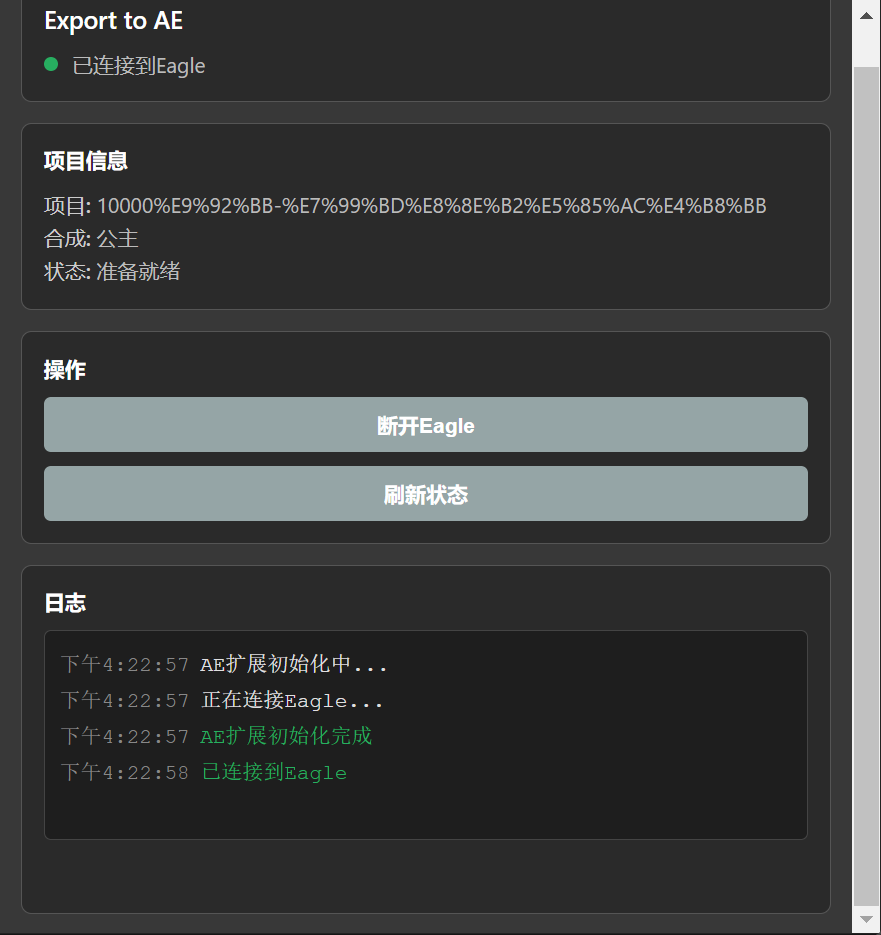 Export to AE
已连接到Eagle
项目信息
项目: 10000%E9%92%BB-%E7%99%BD%E8%8E%B2%E5%85%AC%E4%B8%BB
合成: 公主
状态: 准备就绪
操作
断开Eagle
刷新状态
日志
下午4:22:57 AE扩展初始化中...
下午4:22:57 正在连接Eagle...
下午4:22:57 AE扩展初始化完成
下午4:22:58 已连接到Eagle